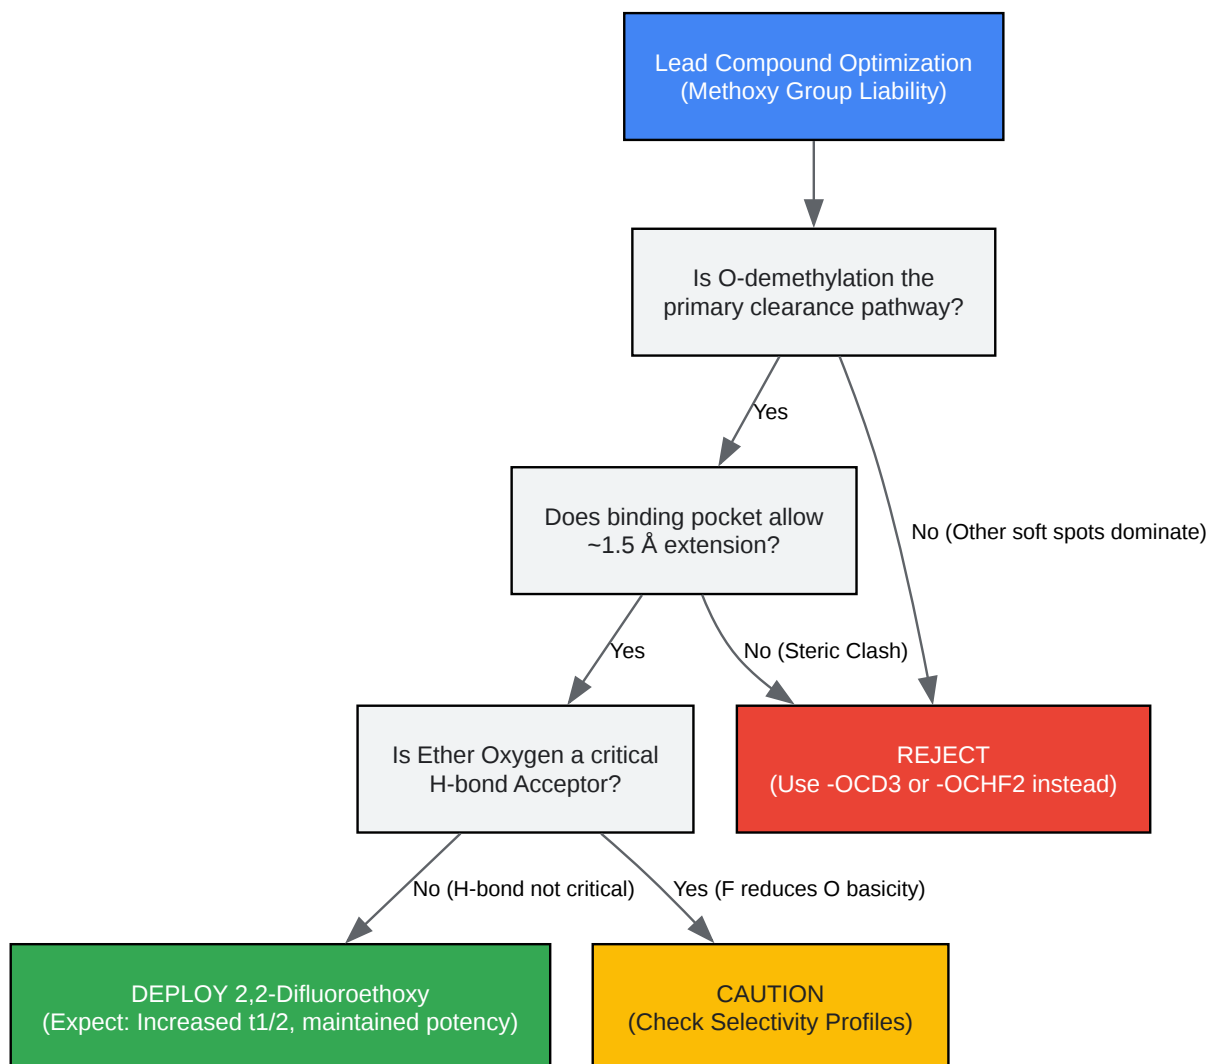 Lead Compound Optimization
(Methoxy Group Liability)
Is O-demethylation the
primary clearance pathway?
Yes
Does binding pocket allow
~1.5 Å extension?
No (Other soft spots dominate)
Yes
No (Steric Clash)
Is Ether Oxygen a critical
H-bond Acceptor?
REJECT
(Use -OCD3 or -OCHF2 instead)
No (H-bond not critical)
Yes (F reduces O basicity)
DEPLOY 2,2-Difluoroethoxy
(Expect: Increased t1/2, maintained potency)
CAUTION
(Check Selectivity Profiles)